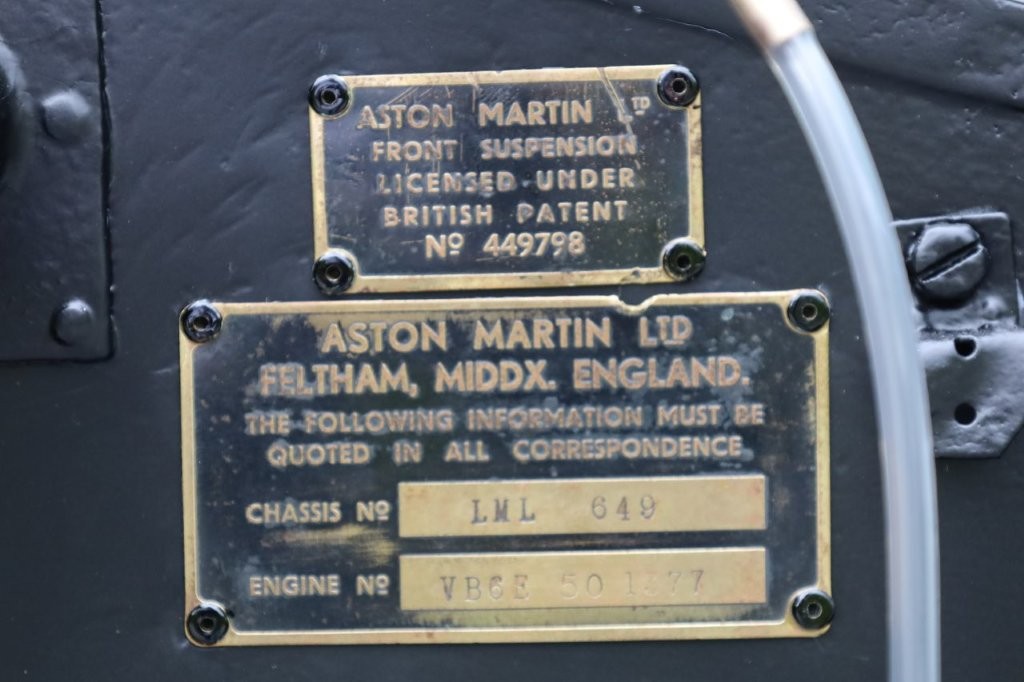 ASTON MARTIN LTD
FRONT SUSPENSION
LICENSED UNDER
BRITISH PATENT
Nº 449798
ASTON MARTIN LTD
FELTHAM, MIDDX. ENGLAND.
THE FOLLOWING INFORMATION MUST BE
QUOTED IN ALL CORRESPONDENCE
CHASSIS Nº LML 649
ENGINE Nº VB6E 50